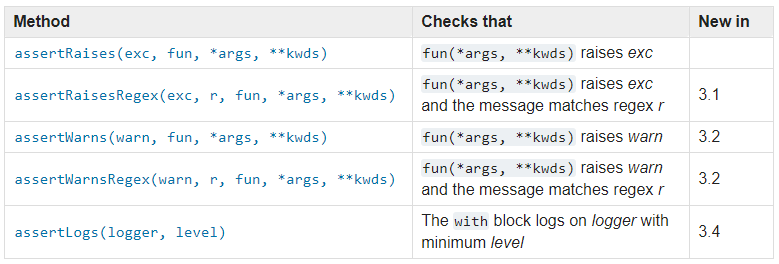 Method Checks that New in
assertRaises(exc, fun, *args, **kwds) fun(*args, **kwds) raises exc
assertRaisesRegex(exc, r, fun, *args, **kwds) fun(*args, **kwds) raises exc
and the message matches regex r 3.1
assertWarns(warn, fun, *args, **kwds) fun(*args, **kwds) raises warn 3.2
assertWarnsRegex(warn, r, fun, *args, **kwds) fun(*args, **kwds) raises warn
and the message matches regex r 3.2
assertLogs(logger, level) The with block logs on logger with
minimum level 3.4